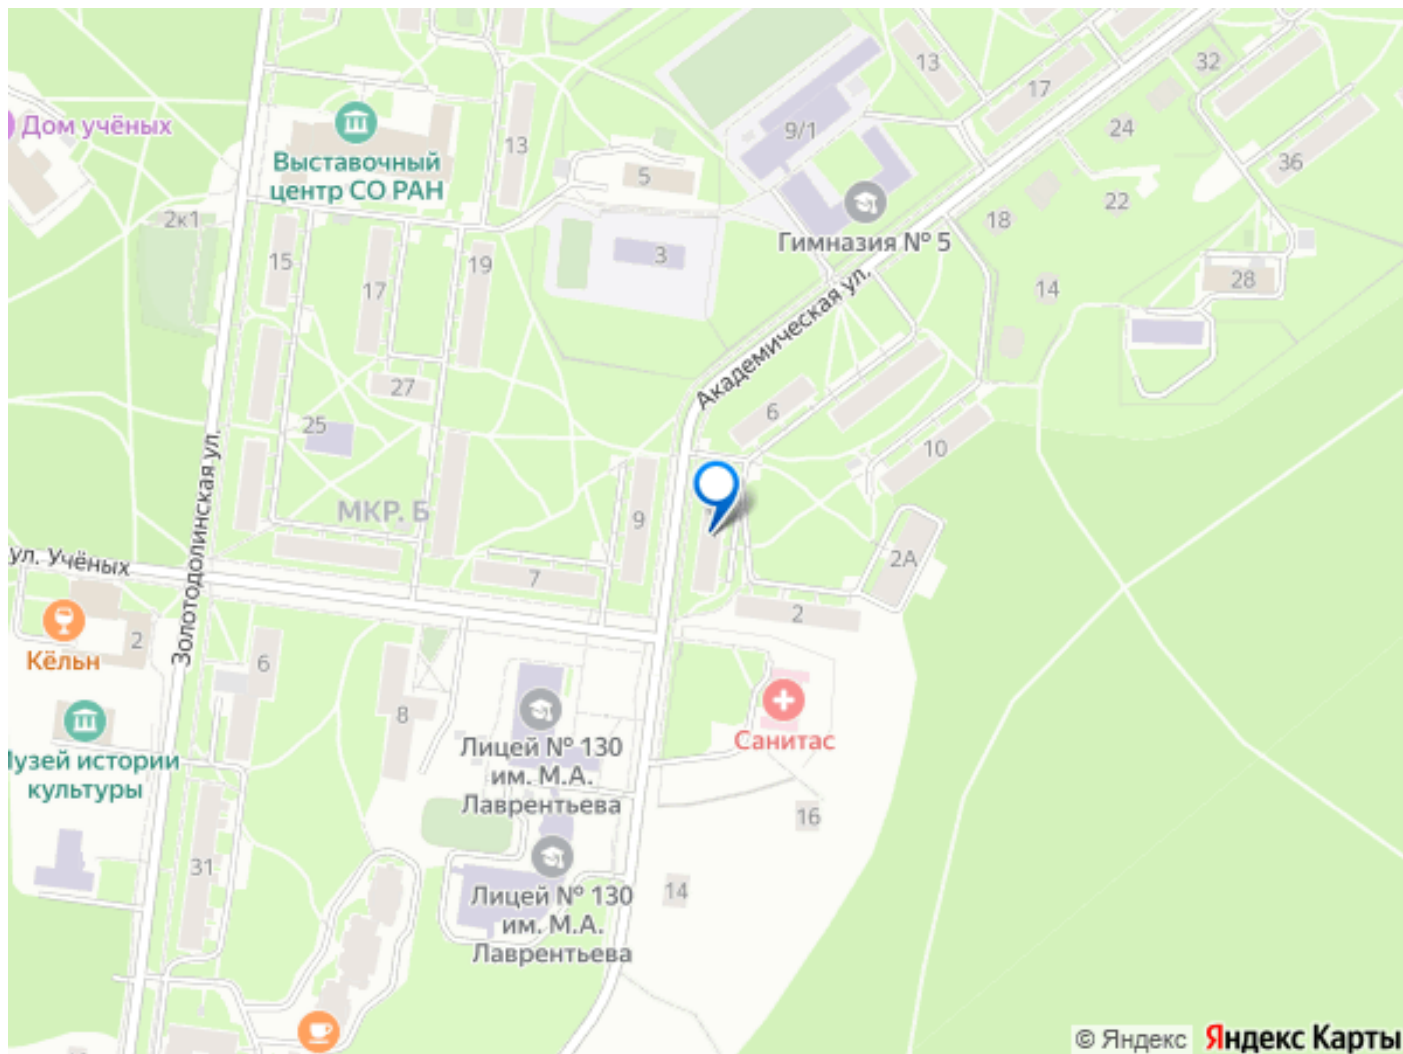 Дом учёных
Выставочный
центр СО РАН
13
5
9/1
13
17
32
24
36
22
18
Гимназия № 5
2к1
15
17
19
3
14
28
Академическая ул.
27
25
6
10
МКР. Б
9
2А
ул. Учёных
Золотодолинская ул.
7
2
Кёльн
2
6
8
Лицей № 130
им. М.А.
Лаврентьева
Санитас
Музей истории
культуры
16
31
14
Лицей № 130
им. М.А.
Лаврентьева
© Яндекс Яндекс Карты